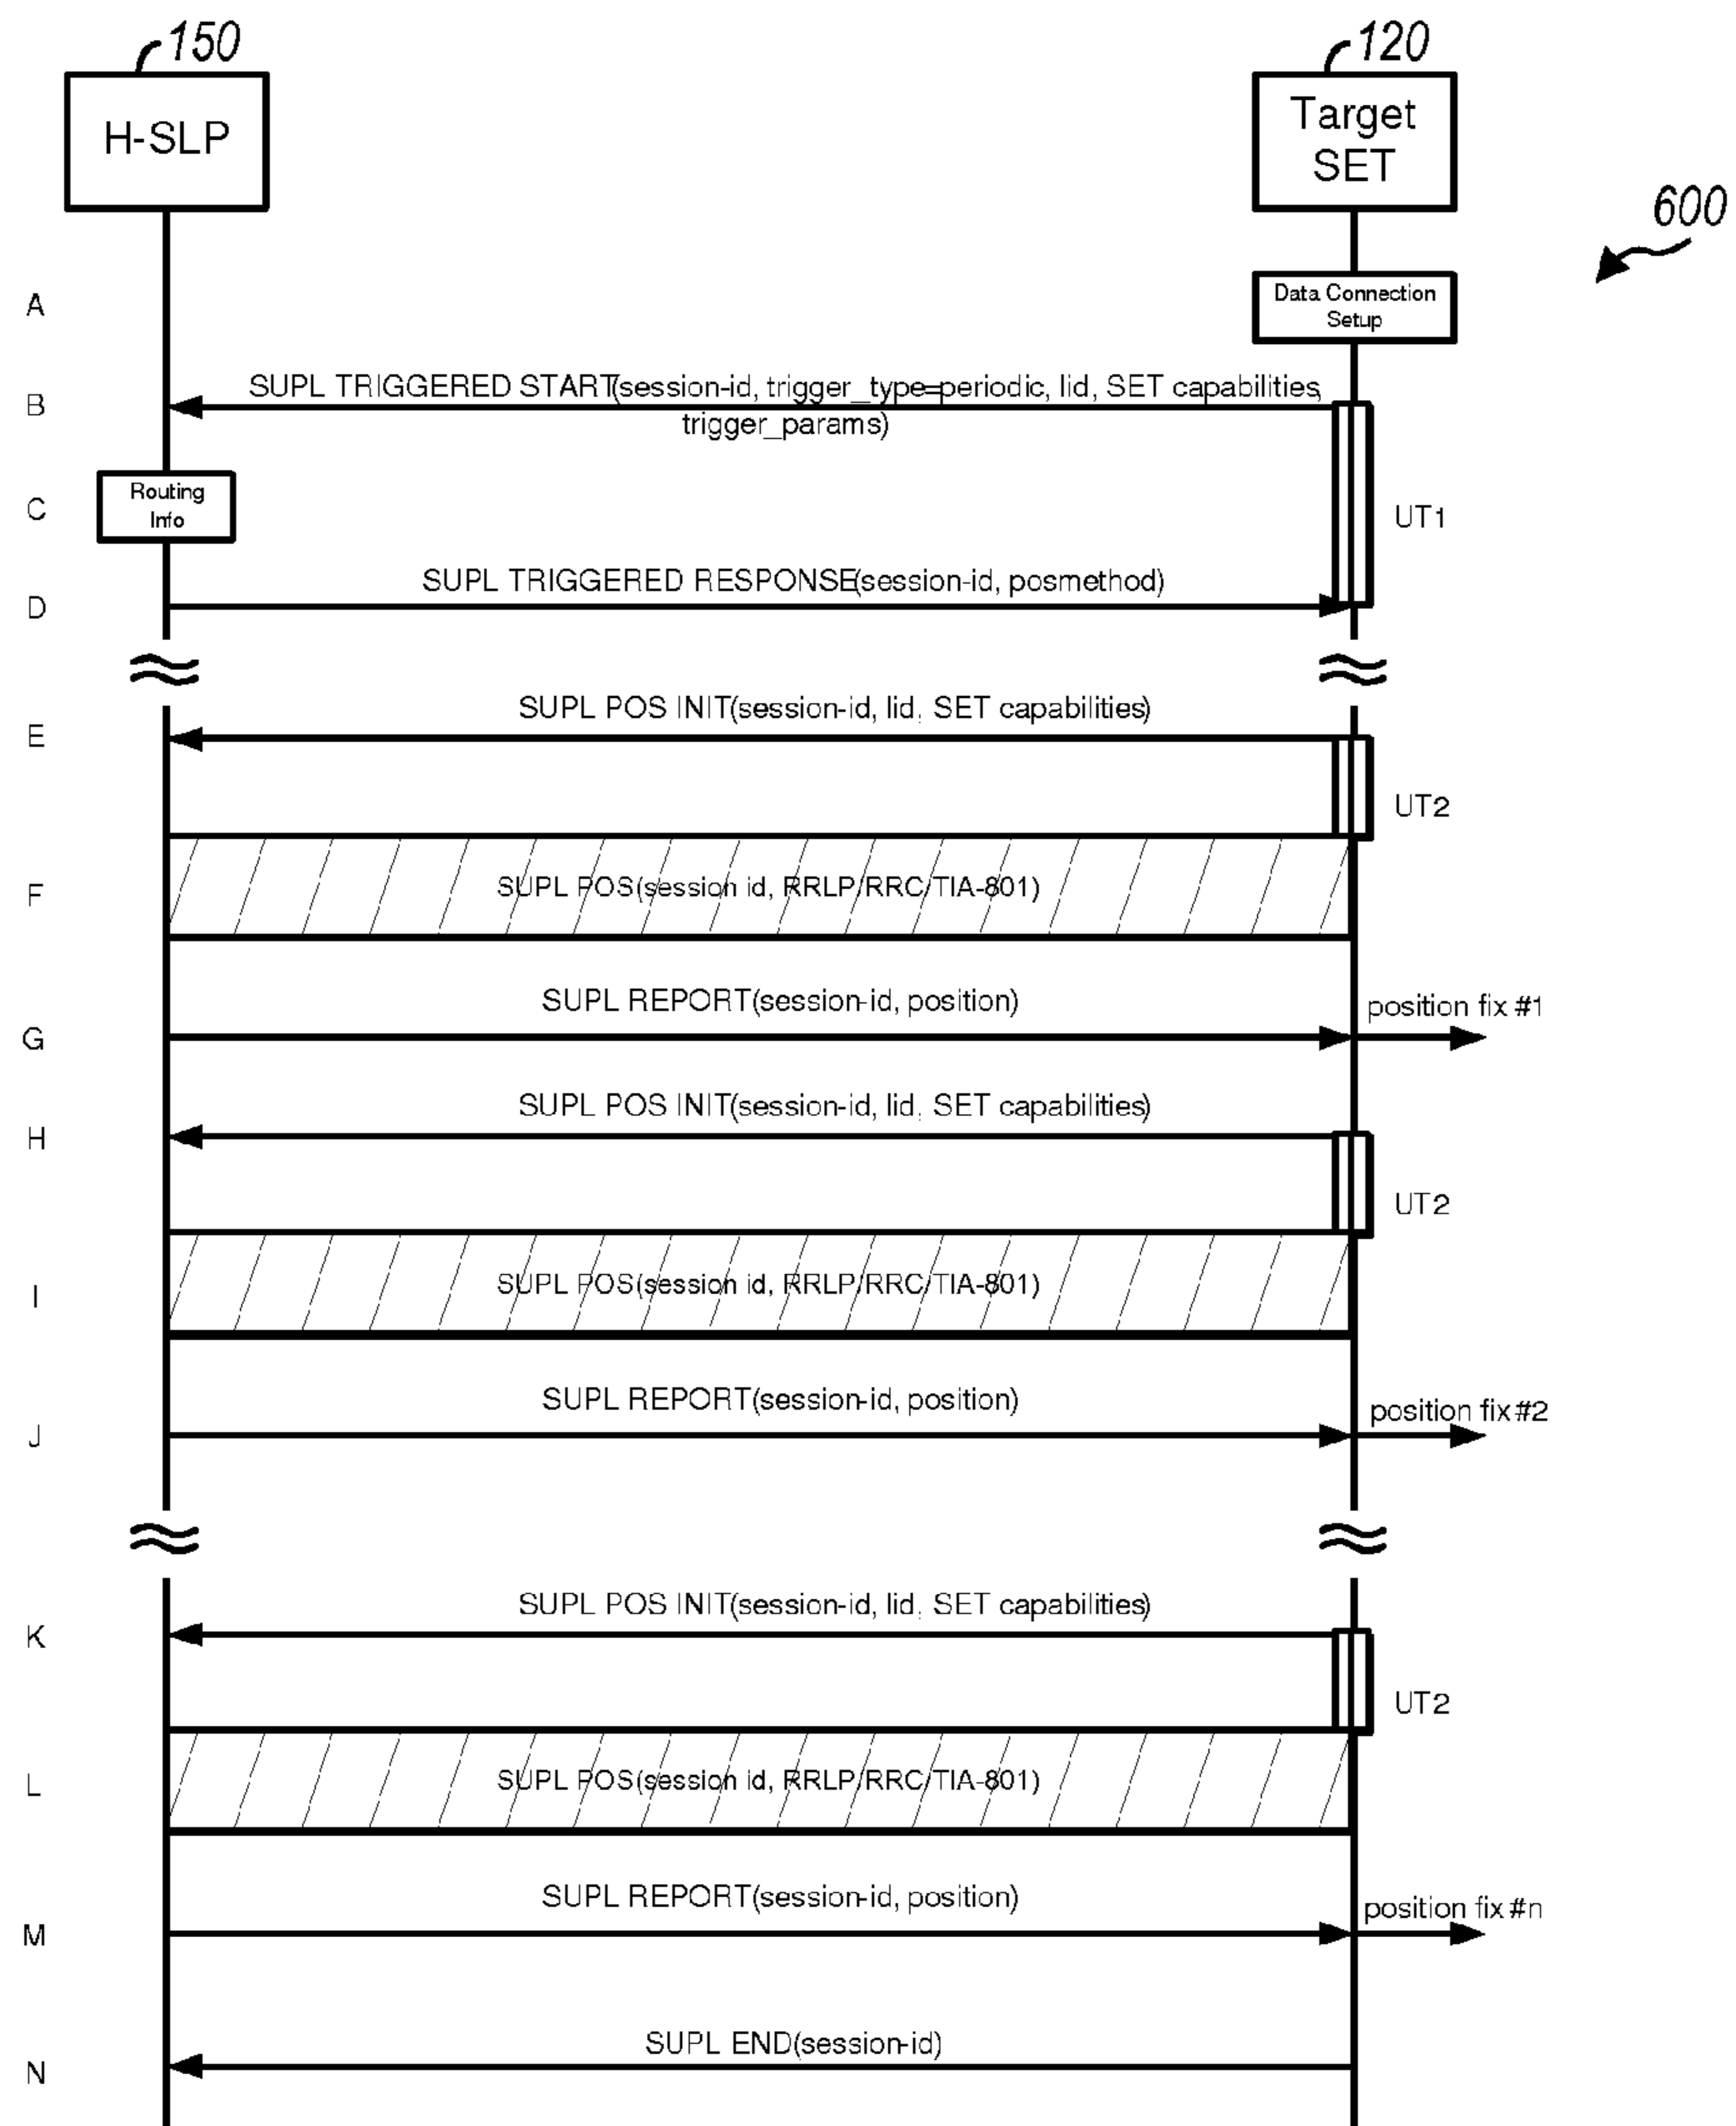 150
120
H-SLP
Target
SET
600
A
Data Connection
Setup
B
SUPL TRIGGERED START(session-id, trigger_type=periodic, lid, SET capabilities,
trigger_params)
C
Routing
Info
UT1
D
SUPL TRIGGERED RESPONSE(session-id, posmethod)
E
SUPL POS INIT(session-id, lid, SET capabilities)
UT2
F
SUPL POS(session id, RRLP/RRC/TIA-801)
G
SUPL REPORT(session-id, position)
position fix #1
H
SUPL POS INIT(session-id, lid, SET capabilities)
UT2
I
SUPL POS(session id, RRLP/RRC/TIA-801)
J
SUPL REPORT(session-id, position)
position fix #2
K
SUPL POS INIT(session-id, lid, SET capabilities)
UT2
L
SUPL POS(session id, RRLP/RRC/TIA-801)
M
SUPL REPORT(session-id, position)
position fix #n
N
SUPL END(session-id)